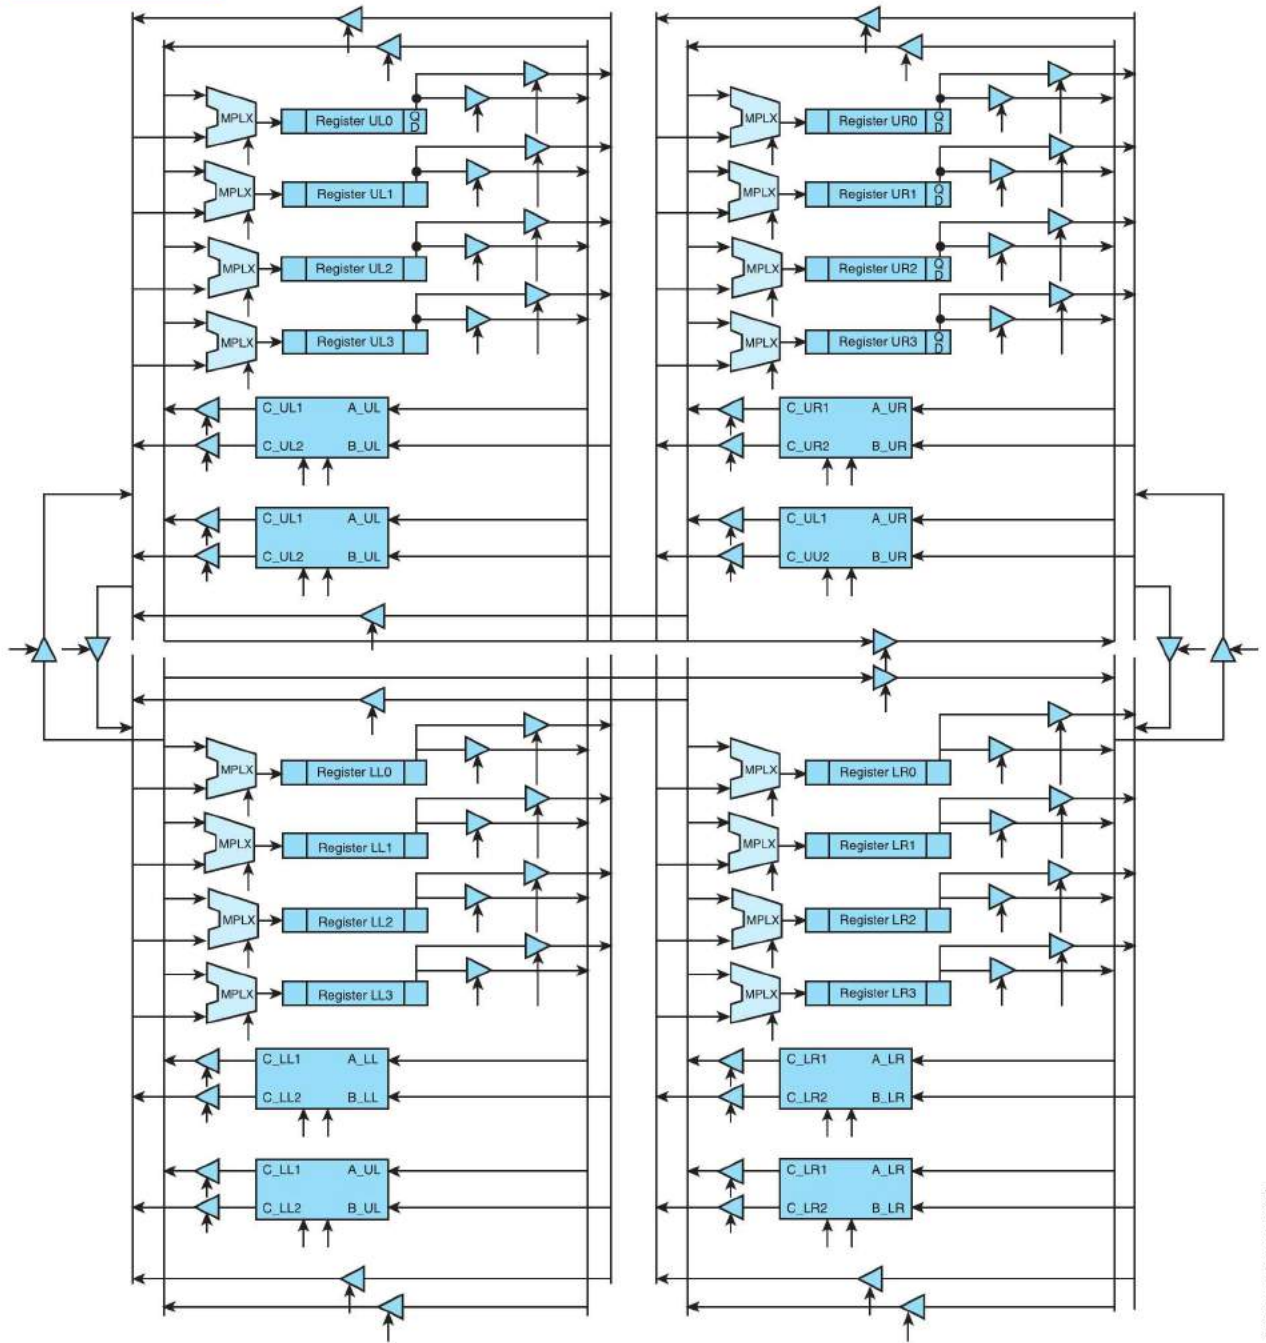 MPLX Register UL0 Q D
MPLX Register UR0 Q D
MPLX Register UL1
MPLX Register UR1 Q D
MPLX Register UL2
MPLX Register UR2 Q D
MPLX Register UL3
MPLX Register UR3 Q D
C_UL1 A_UL
C_UR1 A_UR
C_UL2 B_UL
C_UR2 B_UR
C_UL1 A_UL
C_UL1 A_UR
C_UL2 B_UL
C_UU2 B_UR
MPLX Register LL0
MPLX Register LR0
MPLX Register LL1
MPLX Register LR1
MPLX Register LL2
MPLX Register LR2
MPLX Register LL3
MPLX Register LR3
C_LL1 A_LL
C_LR1 A_LR
C_LL2 B_LL
C_LR2 B_LR
C_LL1 A_UL
C_LR1 A_LR
C_LL2 B_UL
C_LR2 B_LR